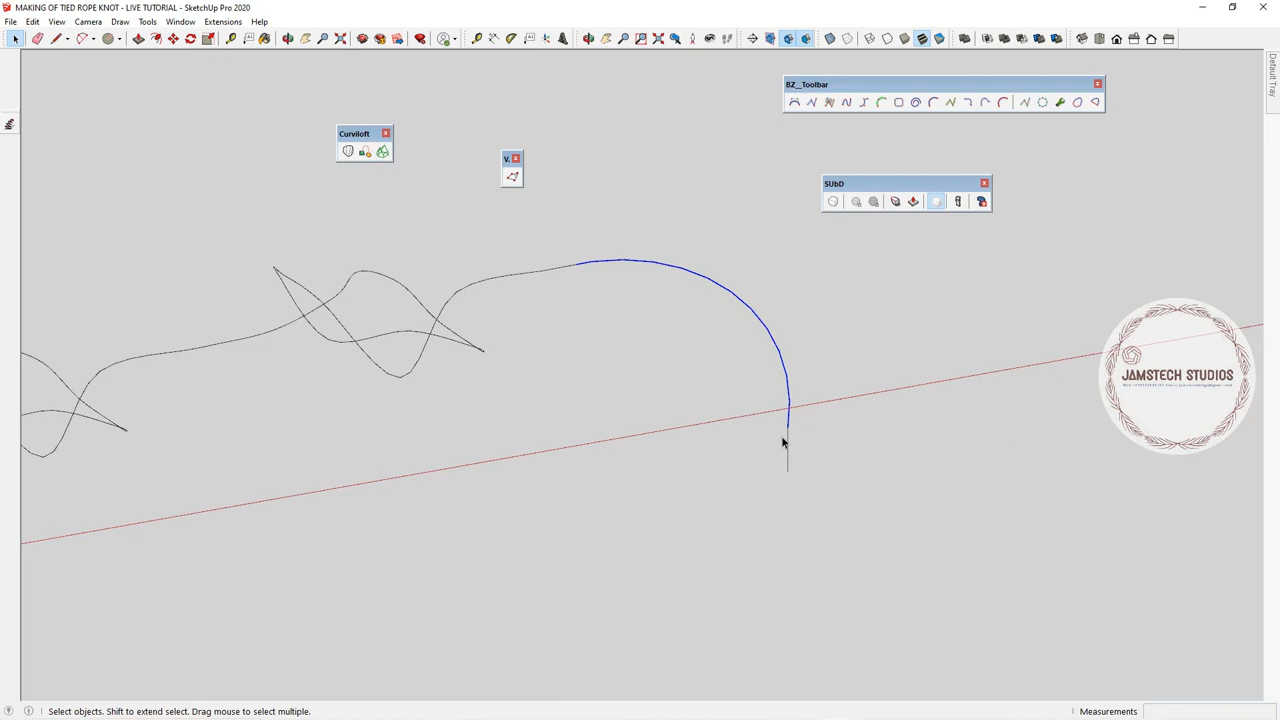 MAKING OF TIED ROPE KNOT - LIVE TUTORIAL - SketchUp Pro 2020
File Edit View Camera Draw Tools Window Extensions Help
Default Tray
BZ__Toolbar
Curviloft
V.
SUbD
JAMSTECH STUDIOS
Select objects. Shift to extend select. Drag mouse to select multiple.
Measurements